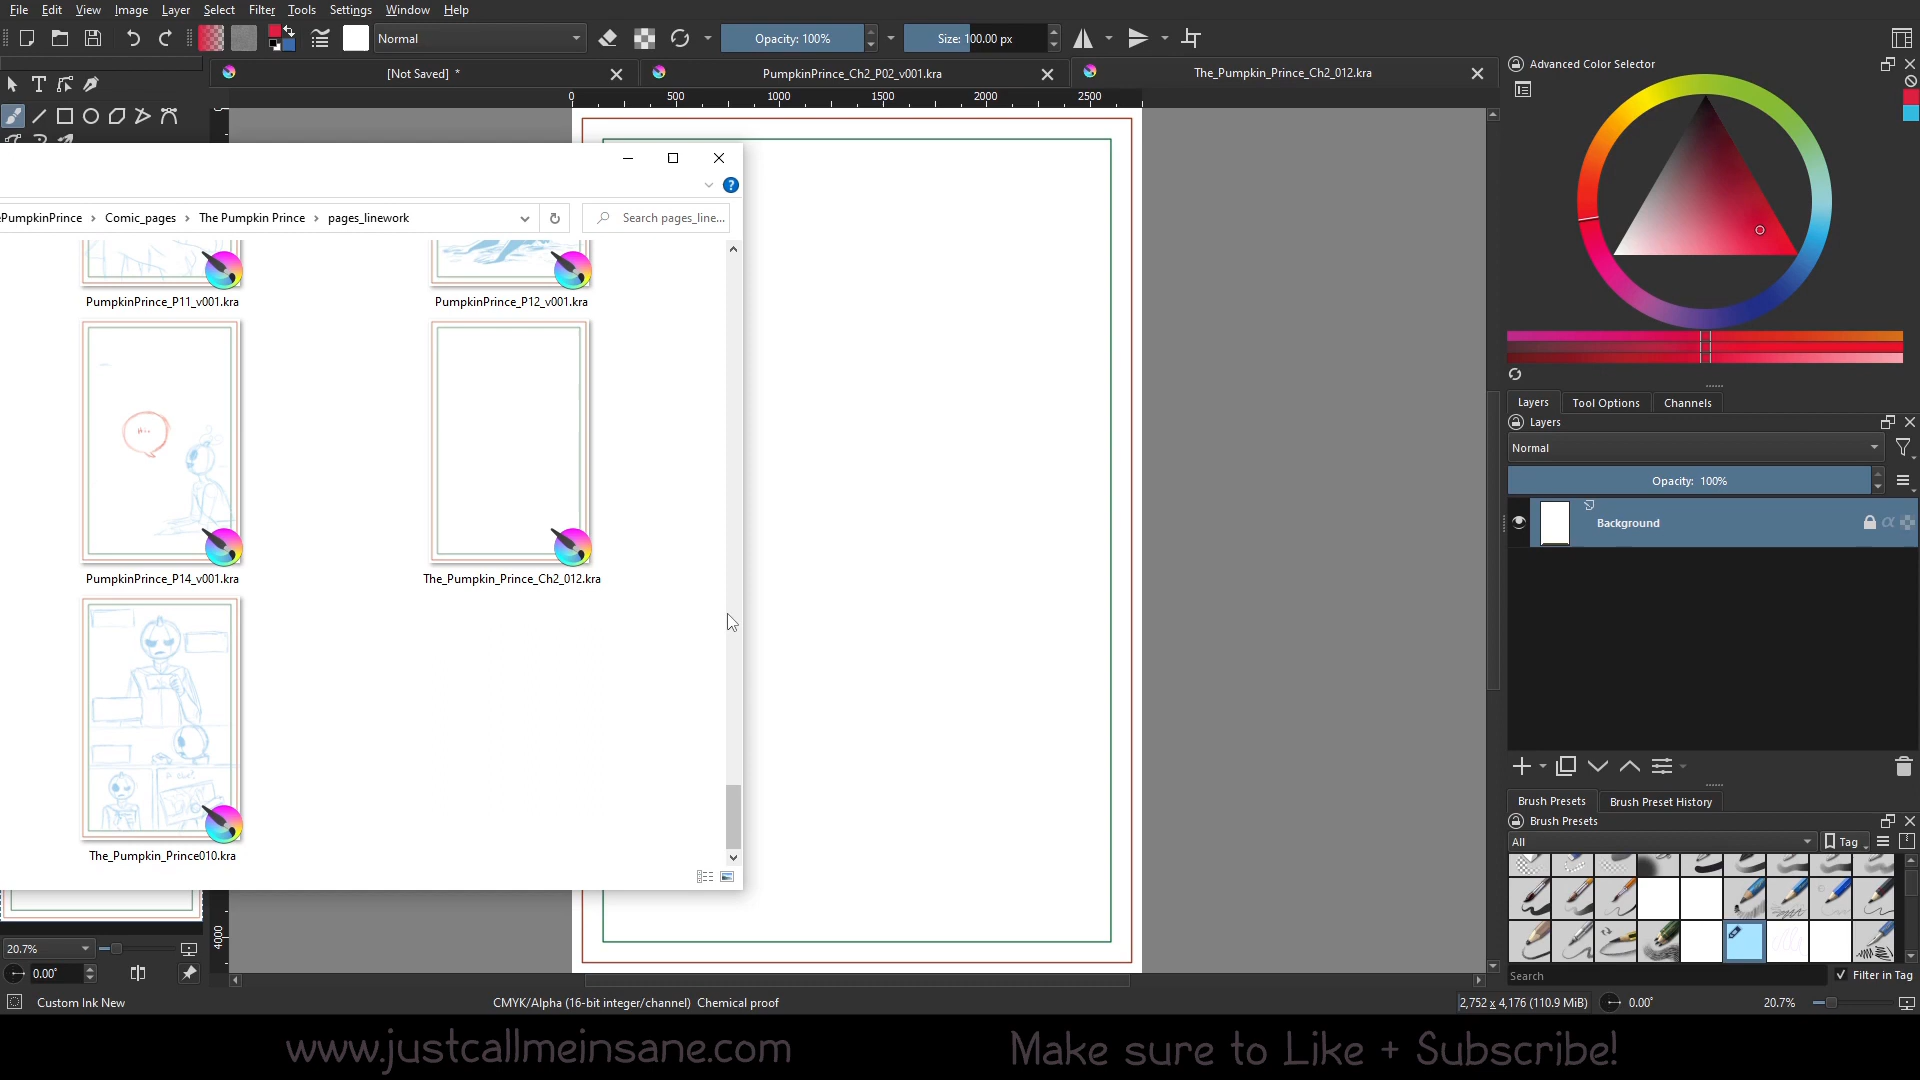 File Edit View Image Layer Select Filter Tools Settings Window Help
Normal Opacity: 100% Size: 100.00 px
[Not Saved] * PumpkinPrince_Ch2_P02_v001.kra The_Pumpkin_Prince_Ch2_012.kra
0 500 1000 1500 2000 2500
Advanced Color Selector
ePumpkinPrince > Comic_pages > The Pumpkin Prince > pages_linework Search pages_line...
PumpkinPrince_P11_v001.kra PumpkinPrince_P12_v001.kra
PumpkinPrince_P14_v001.kra The_Pumpkin_Prince_Ch2_012.kra
The_Pumpkin_Prince010.kra
Layers Tool Options Channels
Layers
Normal
Opacity: 100%
Background
Brush Presets Brush Preset History
Brush Presets
All Tag
Search Filter in Tag
4000
20.7%
0.00°
Custom Ink New CMYK/Alpha (16-bit integer/channel) Chemical proof 2,752 x 4,176 (110.9 MiB) 0.00° 20.7%
www.justcallmeinsane.com Make sure to Like + Subscribe!